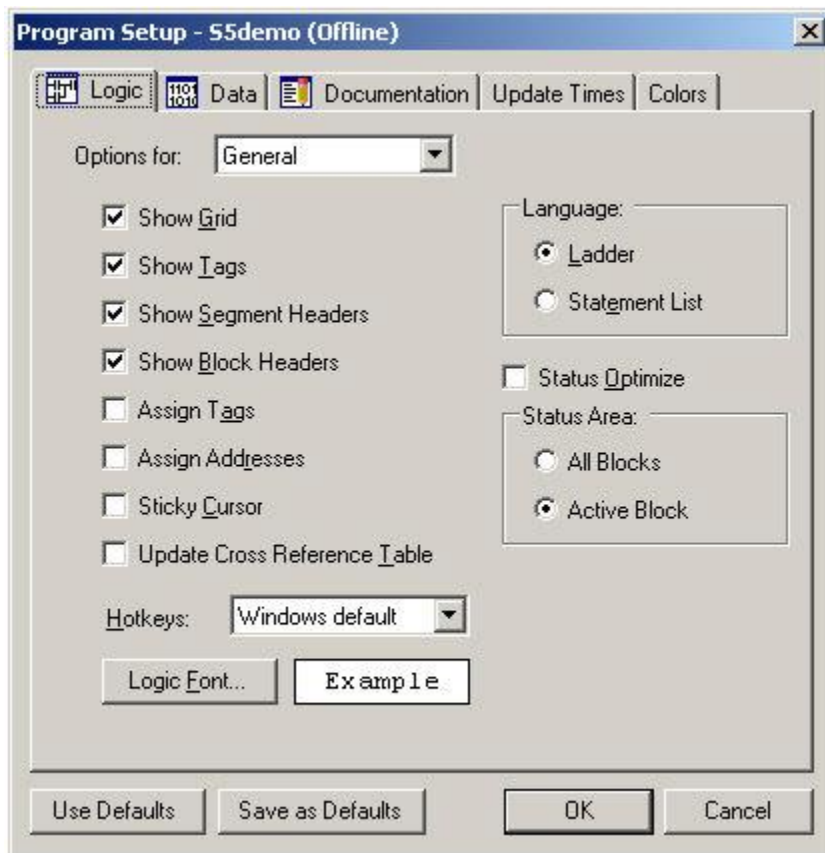 Program Setup - S5demo (Offline)
Logic
Data
Documentation
Update Times
Colors
Options for:
General
Show Grid
Show Tags
Show Segment Headers
Show Block Headers
Assign Tags
Assign Addresses
Sticky Cursor
Update Cross Reference Table
Language:
Ladder
Statement List
Status Optimize
Status Area:
All Blocks
Active Block
Hotkeys:
Windows default
Logic Font...
Example
Use Defaults
Save as Defaults
OK
Cancel